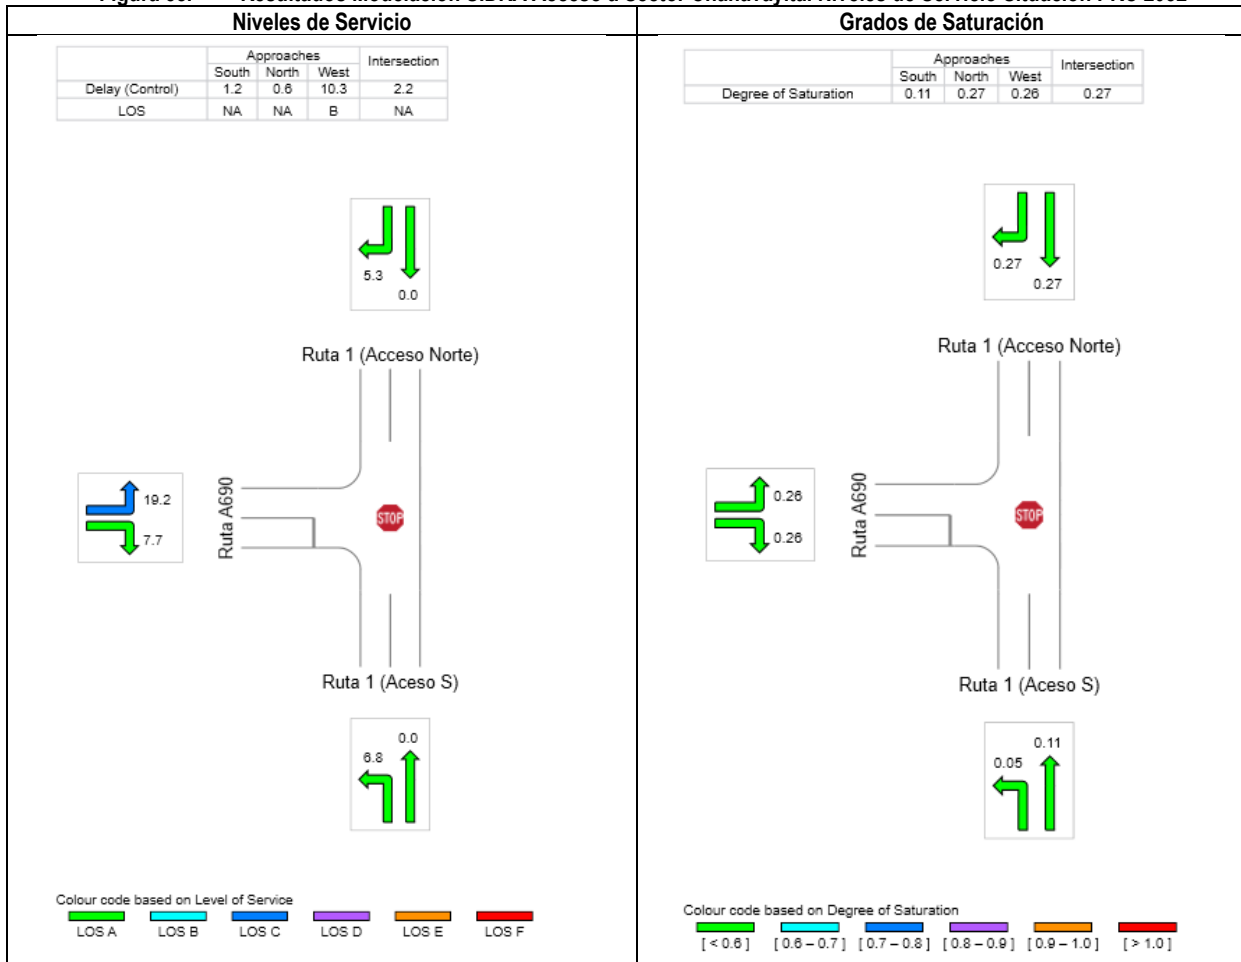 Niveles de Servicio
Approaches
Intersection
South North West
Delay (Control) 1.2 0.6 10.3 2.2
LOS NA NA B NA
5.3
0.0
Ruta 1 (Acceso Norte)
19.2
7.7
Ruta A690
STOP
Ruta 1 (Aceso S)
0.0
6.8
Colour code based on Level of Service
LOS A LOS B LOS C LOS D LOS E LOS F
Grados de Saturación
Approaches
Intersection
South North West
Degree of Saturation 0.11 0.27 0.26 0.27
0.27
0.27
Ruta 1 (Acceso Norte)
0.26
0.26
Ruta A690
STOP
Ruta 1 (Aceso S)
0.11
0.05
Colour code based on Degree of Saturation
[ < 0.6 ] [ 0.6 – 0.7 ] [ 0.7 – 0.8 ] [ 0.8 – 0.9 ] [ 0.9 – 1.0 ] [ > 1.0 ]